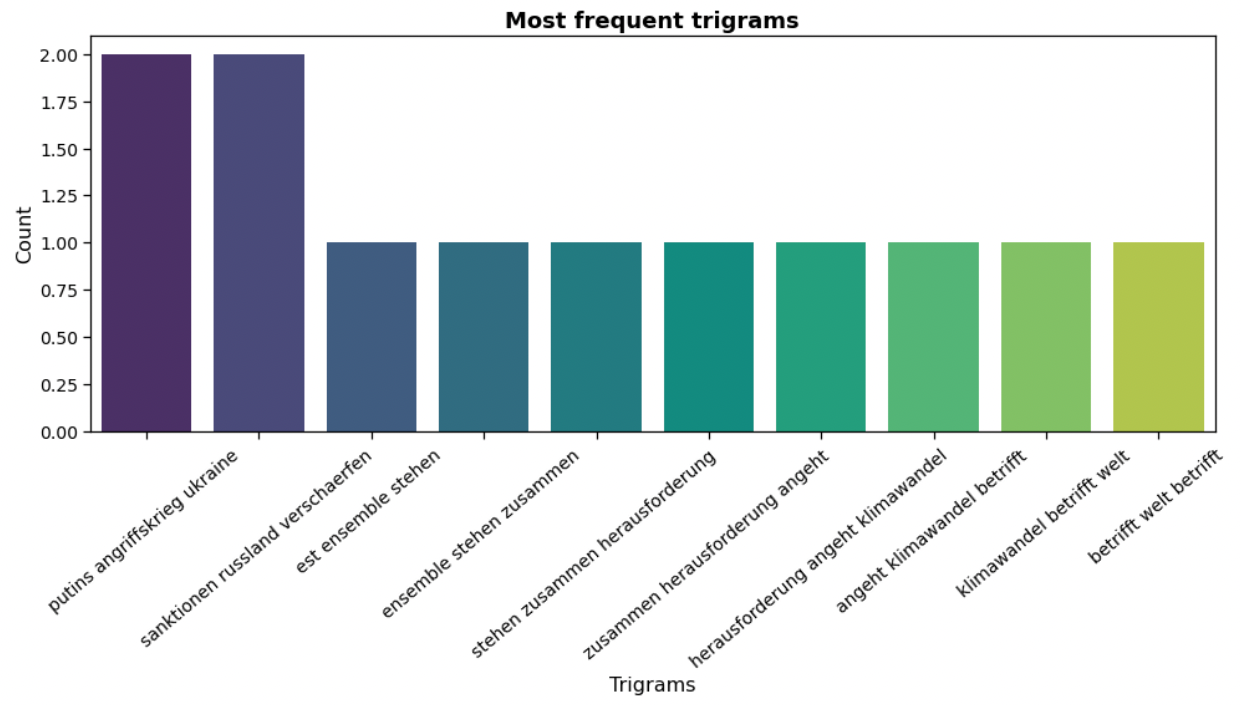 Most frequent trigrams
Count
2.00
1.75
1.50
1.25
1.00
0.75
0.50
0.25
0.00
putins angriffskrieg ukraine
sanktionen russland verschaerfen
est ensemble stehen
ensemble stehen zusammen
stehen zusammen herausforderung
zusammen herausforderung angeht
herausforderung angeht klimawandel
angeht klimawandel betrifft
klimawandel betrifft welt
betrifft welt betrifft
Trigrams